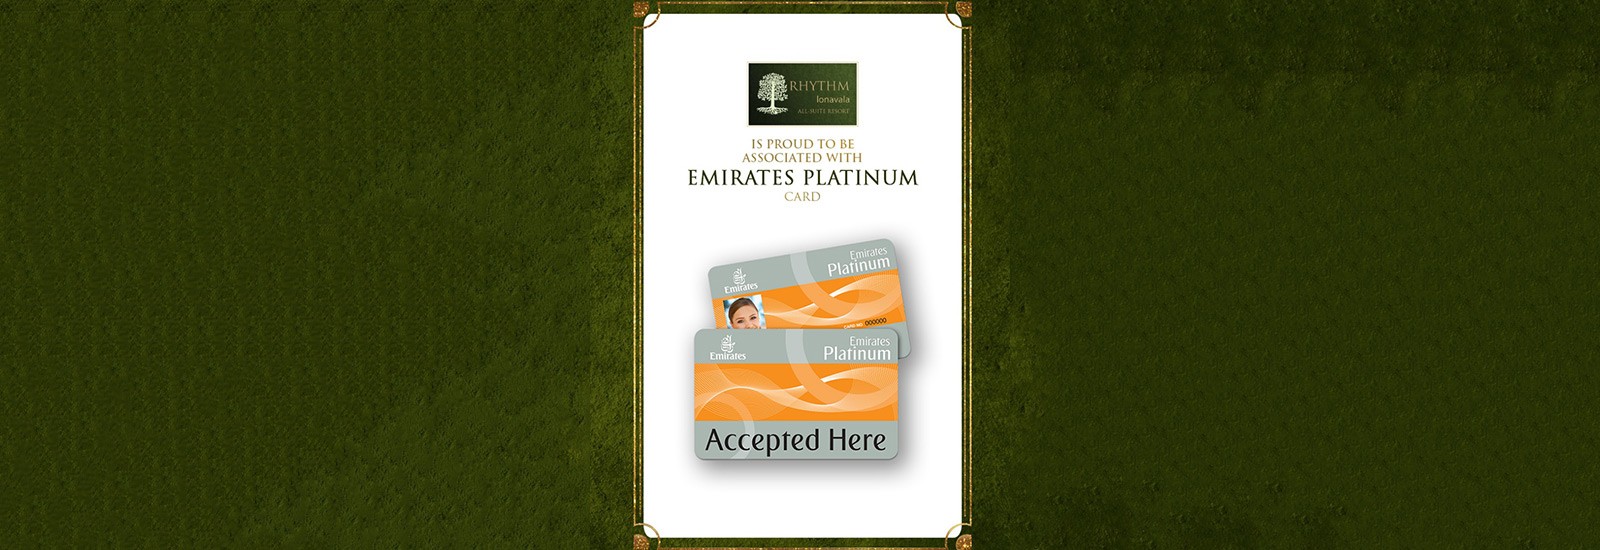 RHYTHM
lonavala
ALL-SUITE RESORT
IS PROUD TO BE
ASSOCIATED WITH
EMIRATES PLATINUM
CARD
Emirates
Emirates
Platinum
000000
Emirates
Emirates
Platinum
Accepted Here